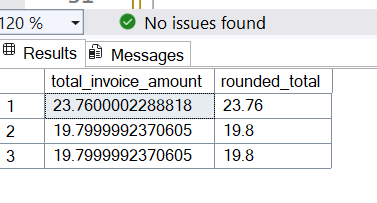 120 %
No issues found
Results Messages
total_invoice_amount rounded_total
1 23.7600002288818 23.76
2 19.7999992370605 19.8
3 19.7999992370605 19.8